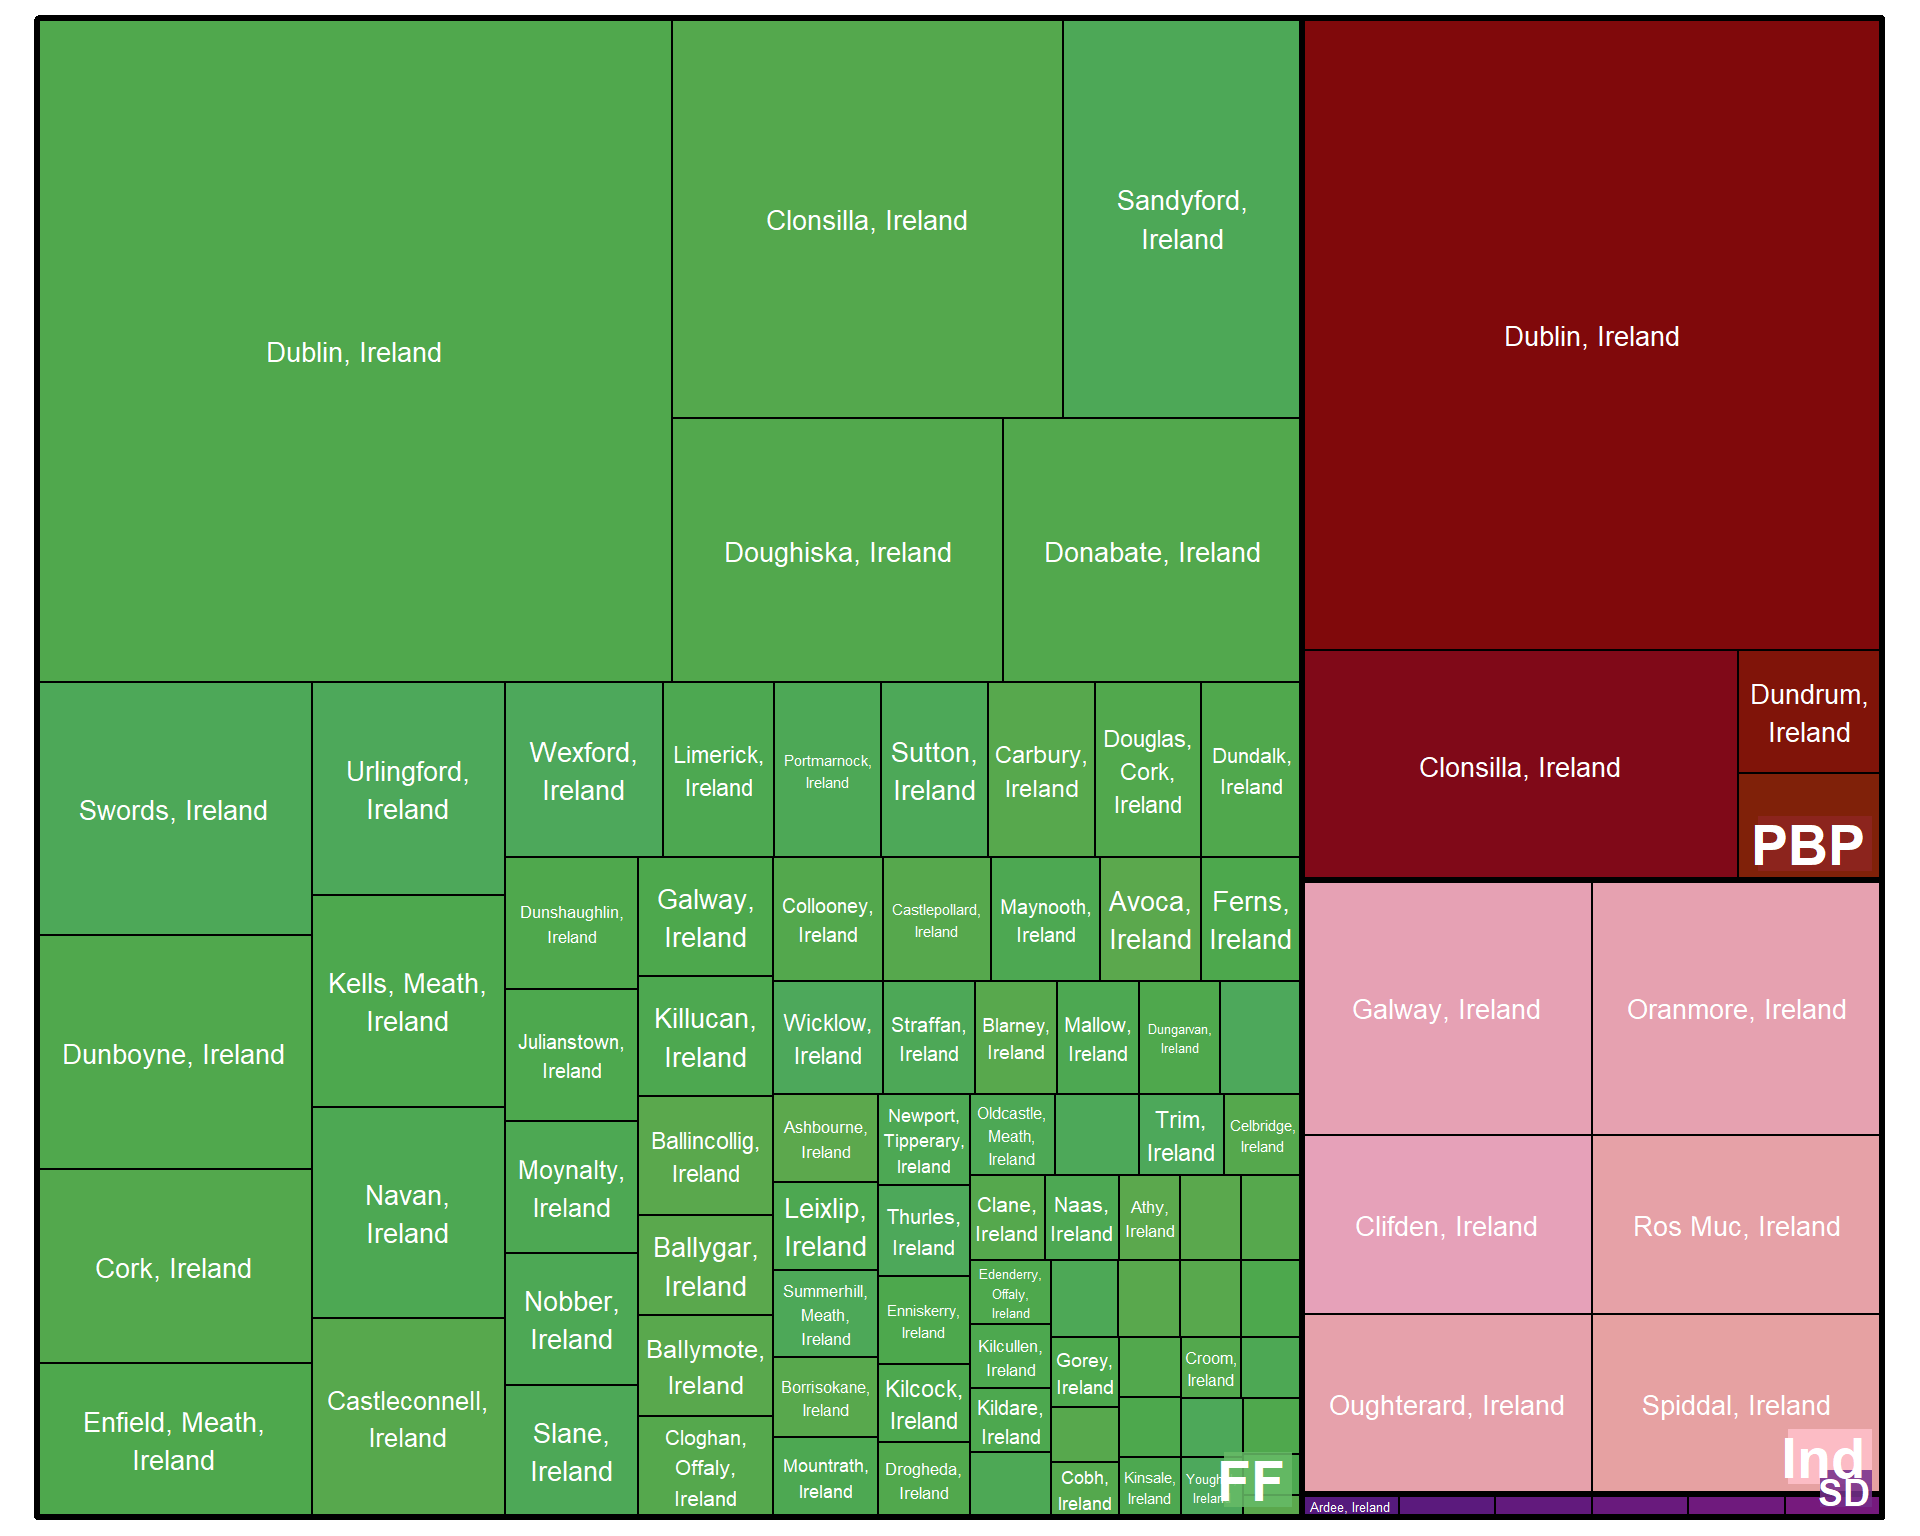 Dublin, Ireland
Clonsilla, Ireland
Sandyford,
Ireland
Doughiska, Ireland
Donabate, Ireland
Swords, Ireland
Dunboyne, Ireland
Cork, Ireland
Enfield, Meath,
Ireland
Urlingford,
Ireland
Kells, Meath,
Ireland
Navan,
Ireland
Castleconnell,
Ireland
Wexford,
Ireland
Limerick,
Ireland
Portmarnock,
Ireland
Sutton,
Ireland
Carbury,
Ireland
Douglas,
Cork,
Ireland
Dundalk,
Ireland
Dunshaughlin,
Ireland
Julianstown,
Ireland
Moynalty,
Ireland
Nobber,
Ireland
Slane,
Ireland
Galway,
Ireland
Killucan,
Ireland
Ballincollig,
Ireland
Ballygar,
Ireland
Ballymote,
Ireland
Cloghan,
Offaly,
Ireland
Collooney,
Ireland
Castlepollard,
Ireland
Maynooth,
Ireland
Avoca,
Ireland
Ferns,
Ireland
Wicklow,
Ireland
Straffan,
Ireland
Blarney,
Ireland
Mallow,
Ireland
Dungarvan,
Ireland
Ashbourne,
Ireland
Leixlip,
Ireland
Summerhill,
Meath,
Ireland
Borrisokane,
Ireland
Mountrath,
Ireland
Newport,
Tipperary,
Ireland
Thurles,
Ireland
Enniskerry,
Ireland
Kilcock,
Ireland
Drogheda,
Ireland
Oldcastle,
Meath,
Ireland
Trim,
Ireland
Celbridge,
Ireland
Clane,
Ireland
Naas,
Ireland
Athy,
Ireland
Edenderry,
Offaly,
Ireland
Kilcullen,
Ireland
Kildare,
Ireland
Gorey,
Ireland
Croom,
Ireland
Cobh,
Ireland
Kinsale,
Ireland
FF
Dublin, Ireland
Clonsilla, Ireland
Dundrum,
Ireland
PBP
Galway, Ireland
Oranmore, Ireland
Clifden, Ireland
Ros Muc, Ireland
Oughterard, Ireland
Spiddal, Ireland
Ind
Ardee, Ireland
SD